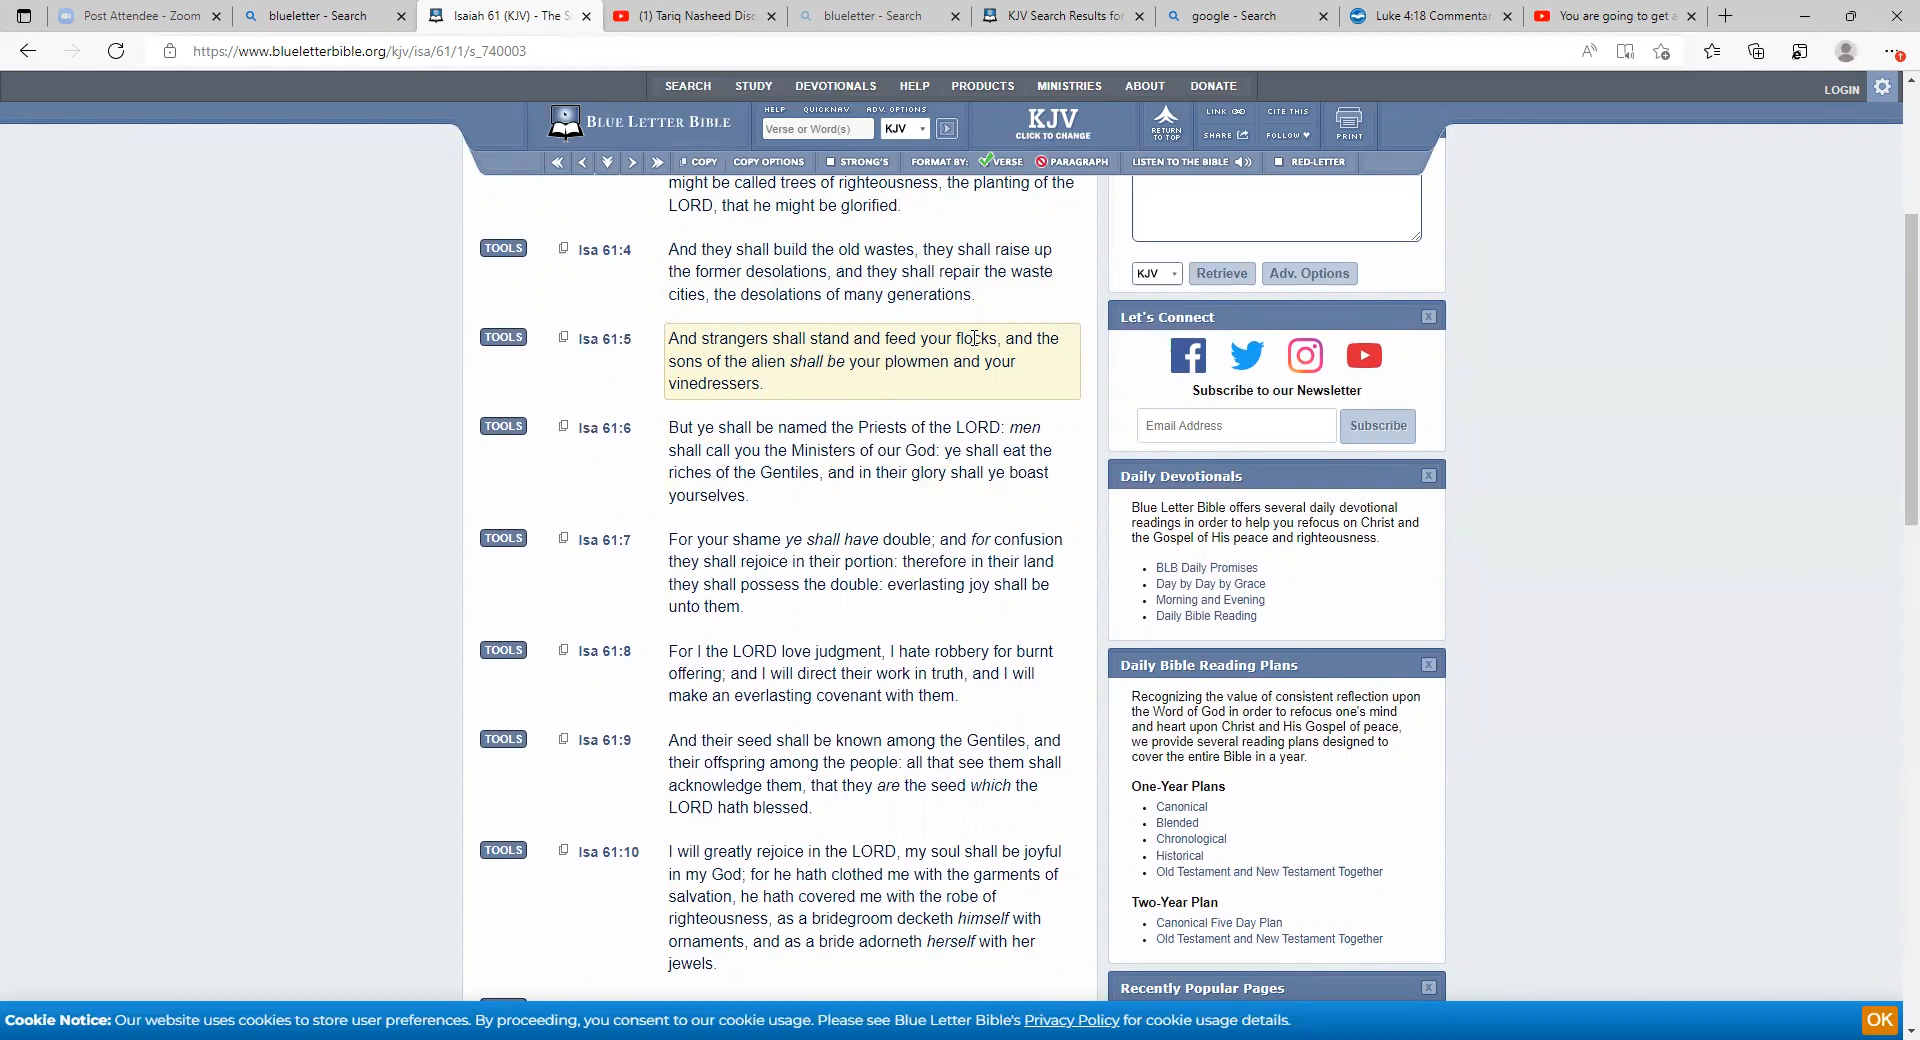 Post Attendee - Zoom
blueletter - Search
Isaiah 61 (KJV) - The S
(1) Tariq Nasheed Disc
blueletter - Search
KJV Search Results for
google - Search
Luke 4:18 Commentar
You are going to get a
https://www.blueletterbible.org/kjv/isa/61/1/s_740003
SEARCH STUDY DEVOTIONALS HELP PRODUCTS MINISTRIES ABOUT DONATE
LOGIN
BLUE LETTER BIBLE
HELP QUICKNAV ADV. OPTIONS
Verse or Word(s) KJV
KJV
CLICK TO CHANGE
RETURN
TO TOP
LINK CITE THIS
SHARE FOLLOW
PRINT
COPY COPY OPTIONS STRONG'S FORMAT BY: VERSE PARAGRAPH LISTEN TO THE BIBLE RED-LETTER
might be called trees of righteousness, the planting of the
LORD, that he might be glorified.
TOOLS Isa 61:4 And they shall build the old wastes, they shall raise up
the former desolations, and they shall repair the waste
cities, the desolations of many generations.
TOOLS Isa 61:5 And strangers shall stand and feed your flocks, and the
sons of the alien shall be your plowmen and your
vinedressers.
TOOLS Isa 61:6 But ye shall be named the Priests of the LORD: men
shall call you the Ministers of our God: ye shall eat the
riches of the Gentiles, and in their glory shall ye boast
yourselves.
TOOLS Isa 61:7 For your shame ye shall have double; and for confusion
they shall rejoice in their portion: therefore in their land
they shall possess the double: everlasting joy shall be
unto them.
TOOLS Isa 61:8 For I the LORD love judgment, I hate robbery for burnt
offering; and I will direct their work in truth, and I will
make an everlasting covenant with them.
TOOLS Isa 61:9 And their seed shall be known among the Gentiles, and
their offspring among the people: all that see them shall
acknowledge them, that they are the seed which the
LORD hath blessed.
TOOLS Isa 61:10 I will greatly rejoice in the LORD, my soul shall be joyful
in my God; for he hath clothed me with the garments of
salvation, he hath covered me with the robe of
righteousness, as a bridegroom decketh himself with
ornaments, and as a bride adorneth herself with her
jewels.
KJV Retrieve Adv. Options
Let's Connect x
Subscribe to our Newsletter
Email Address Subscribe
Daily Devotionals x
Blue Letter Bible offers several daily devotional
readings in order to help you refocus on Christ and
the Gospel of His peace and righteousness.
BLB Daily Promises
Day by Day by Grace
Morning and Evening
Daily Bible Reading
Daily Bible Reading Plans x
Recognizing the value of consistent reflection upon
the Word of God in order to refocus one's mind
and heart upon Christ and His Gospel of peace,
we provide several reading plans designed to
cover the entire Bible in a year.
One-Year Plans
Canonical
Blended
Chronological
Historical
Old Testament and New Testament Together
Two-Year Plan
Canonical Five Day Plan
Old Testament and New Testament Together
Recently Popular Pages x
Cookie Notice: Our website uses cookies to store user preferences. By proceeding, you consent to our cookie usage. Please see Blue Letter Bible's Privacy Policy for cookie usage details.
OK